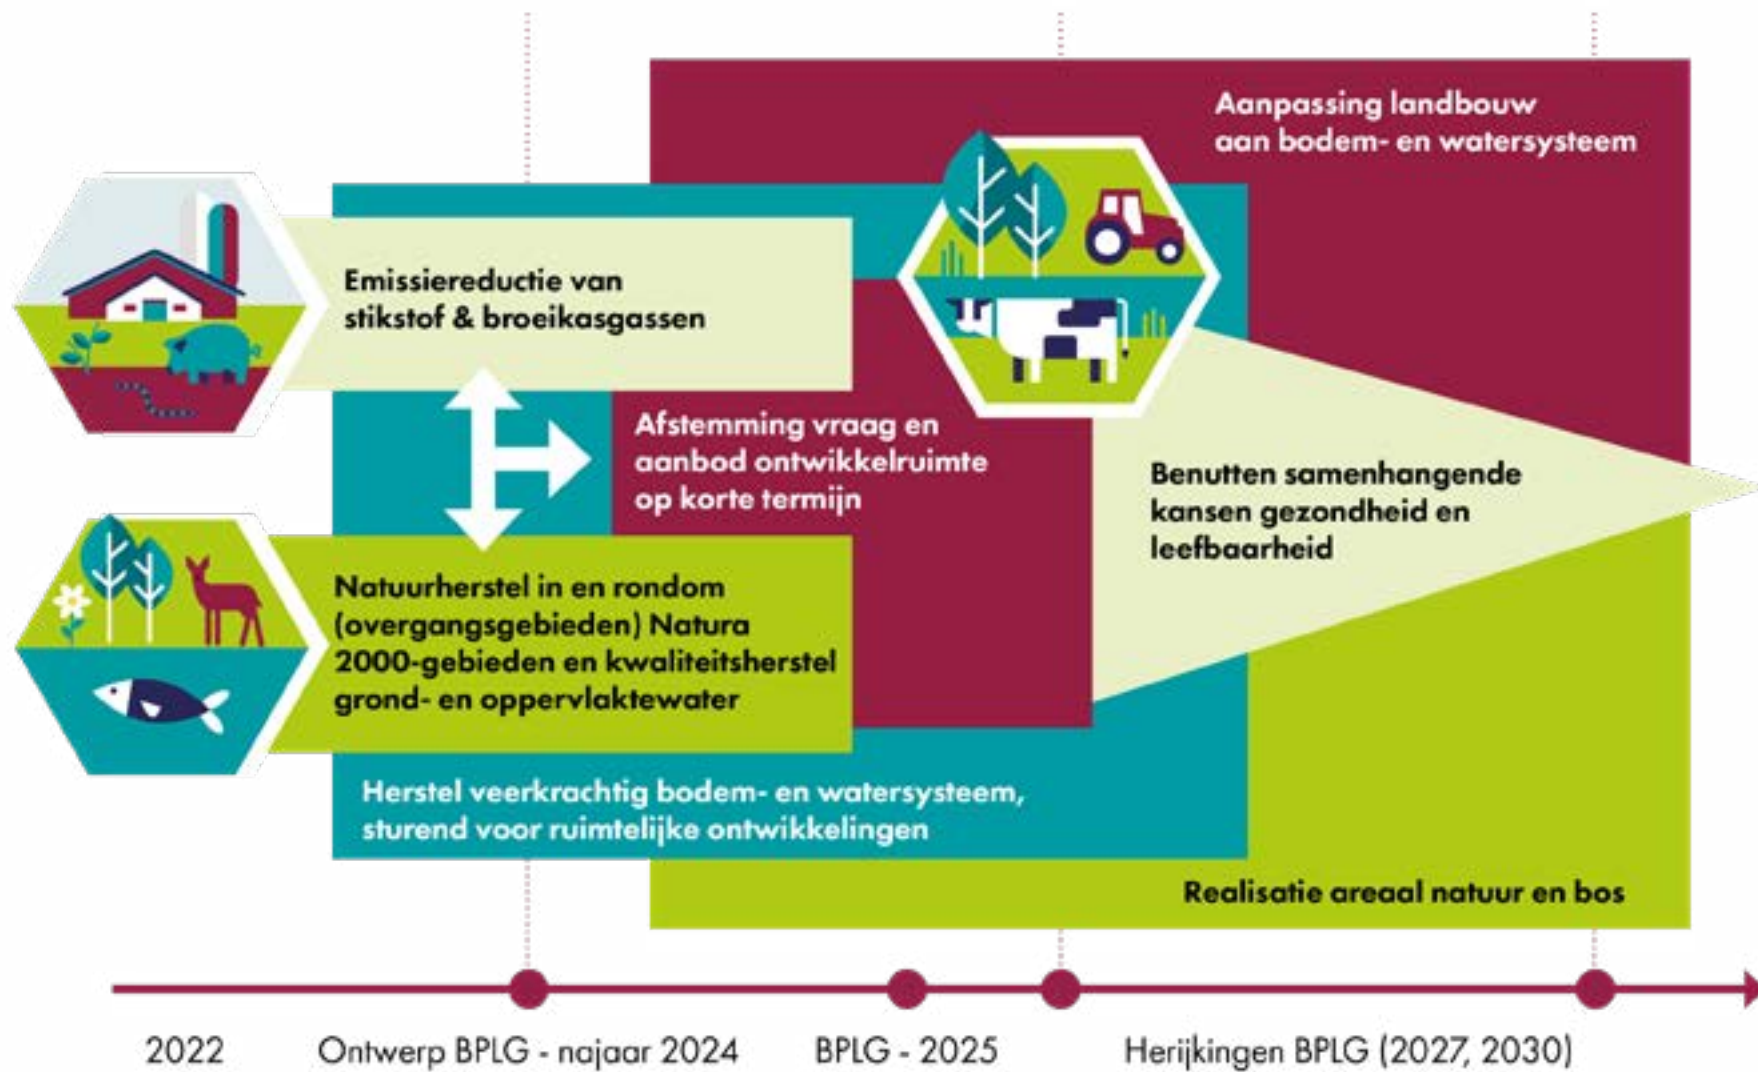 Aanpassing landbouw
aan bodem- en watersysteem
Emissiereductie van
stikstof & broeikasgassen
Afstemming vraag en
aanbod ontwikkelruimte
op korte termijn
Benutten samenhangende
kansen gezondheid en
leefbaarheid
Natuurherstel in en rondom
(overgangsgebieden) Natura
2000-gebieden en kwaliteitsherstel
grond- en oppervlaktewater
Herstel veerkrachtig bodem- en watersysteem,
sturend voor ruimtelijke ontwikkelingen
Realisatie areaal natuur en bos
2022
Ontwerp BPLG - najaar 2024
BPLG - 2025
Herijkingen BPLG (2027, 2030)